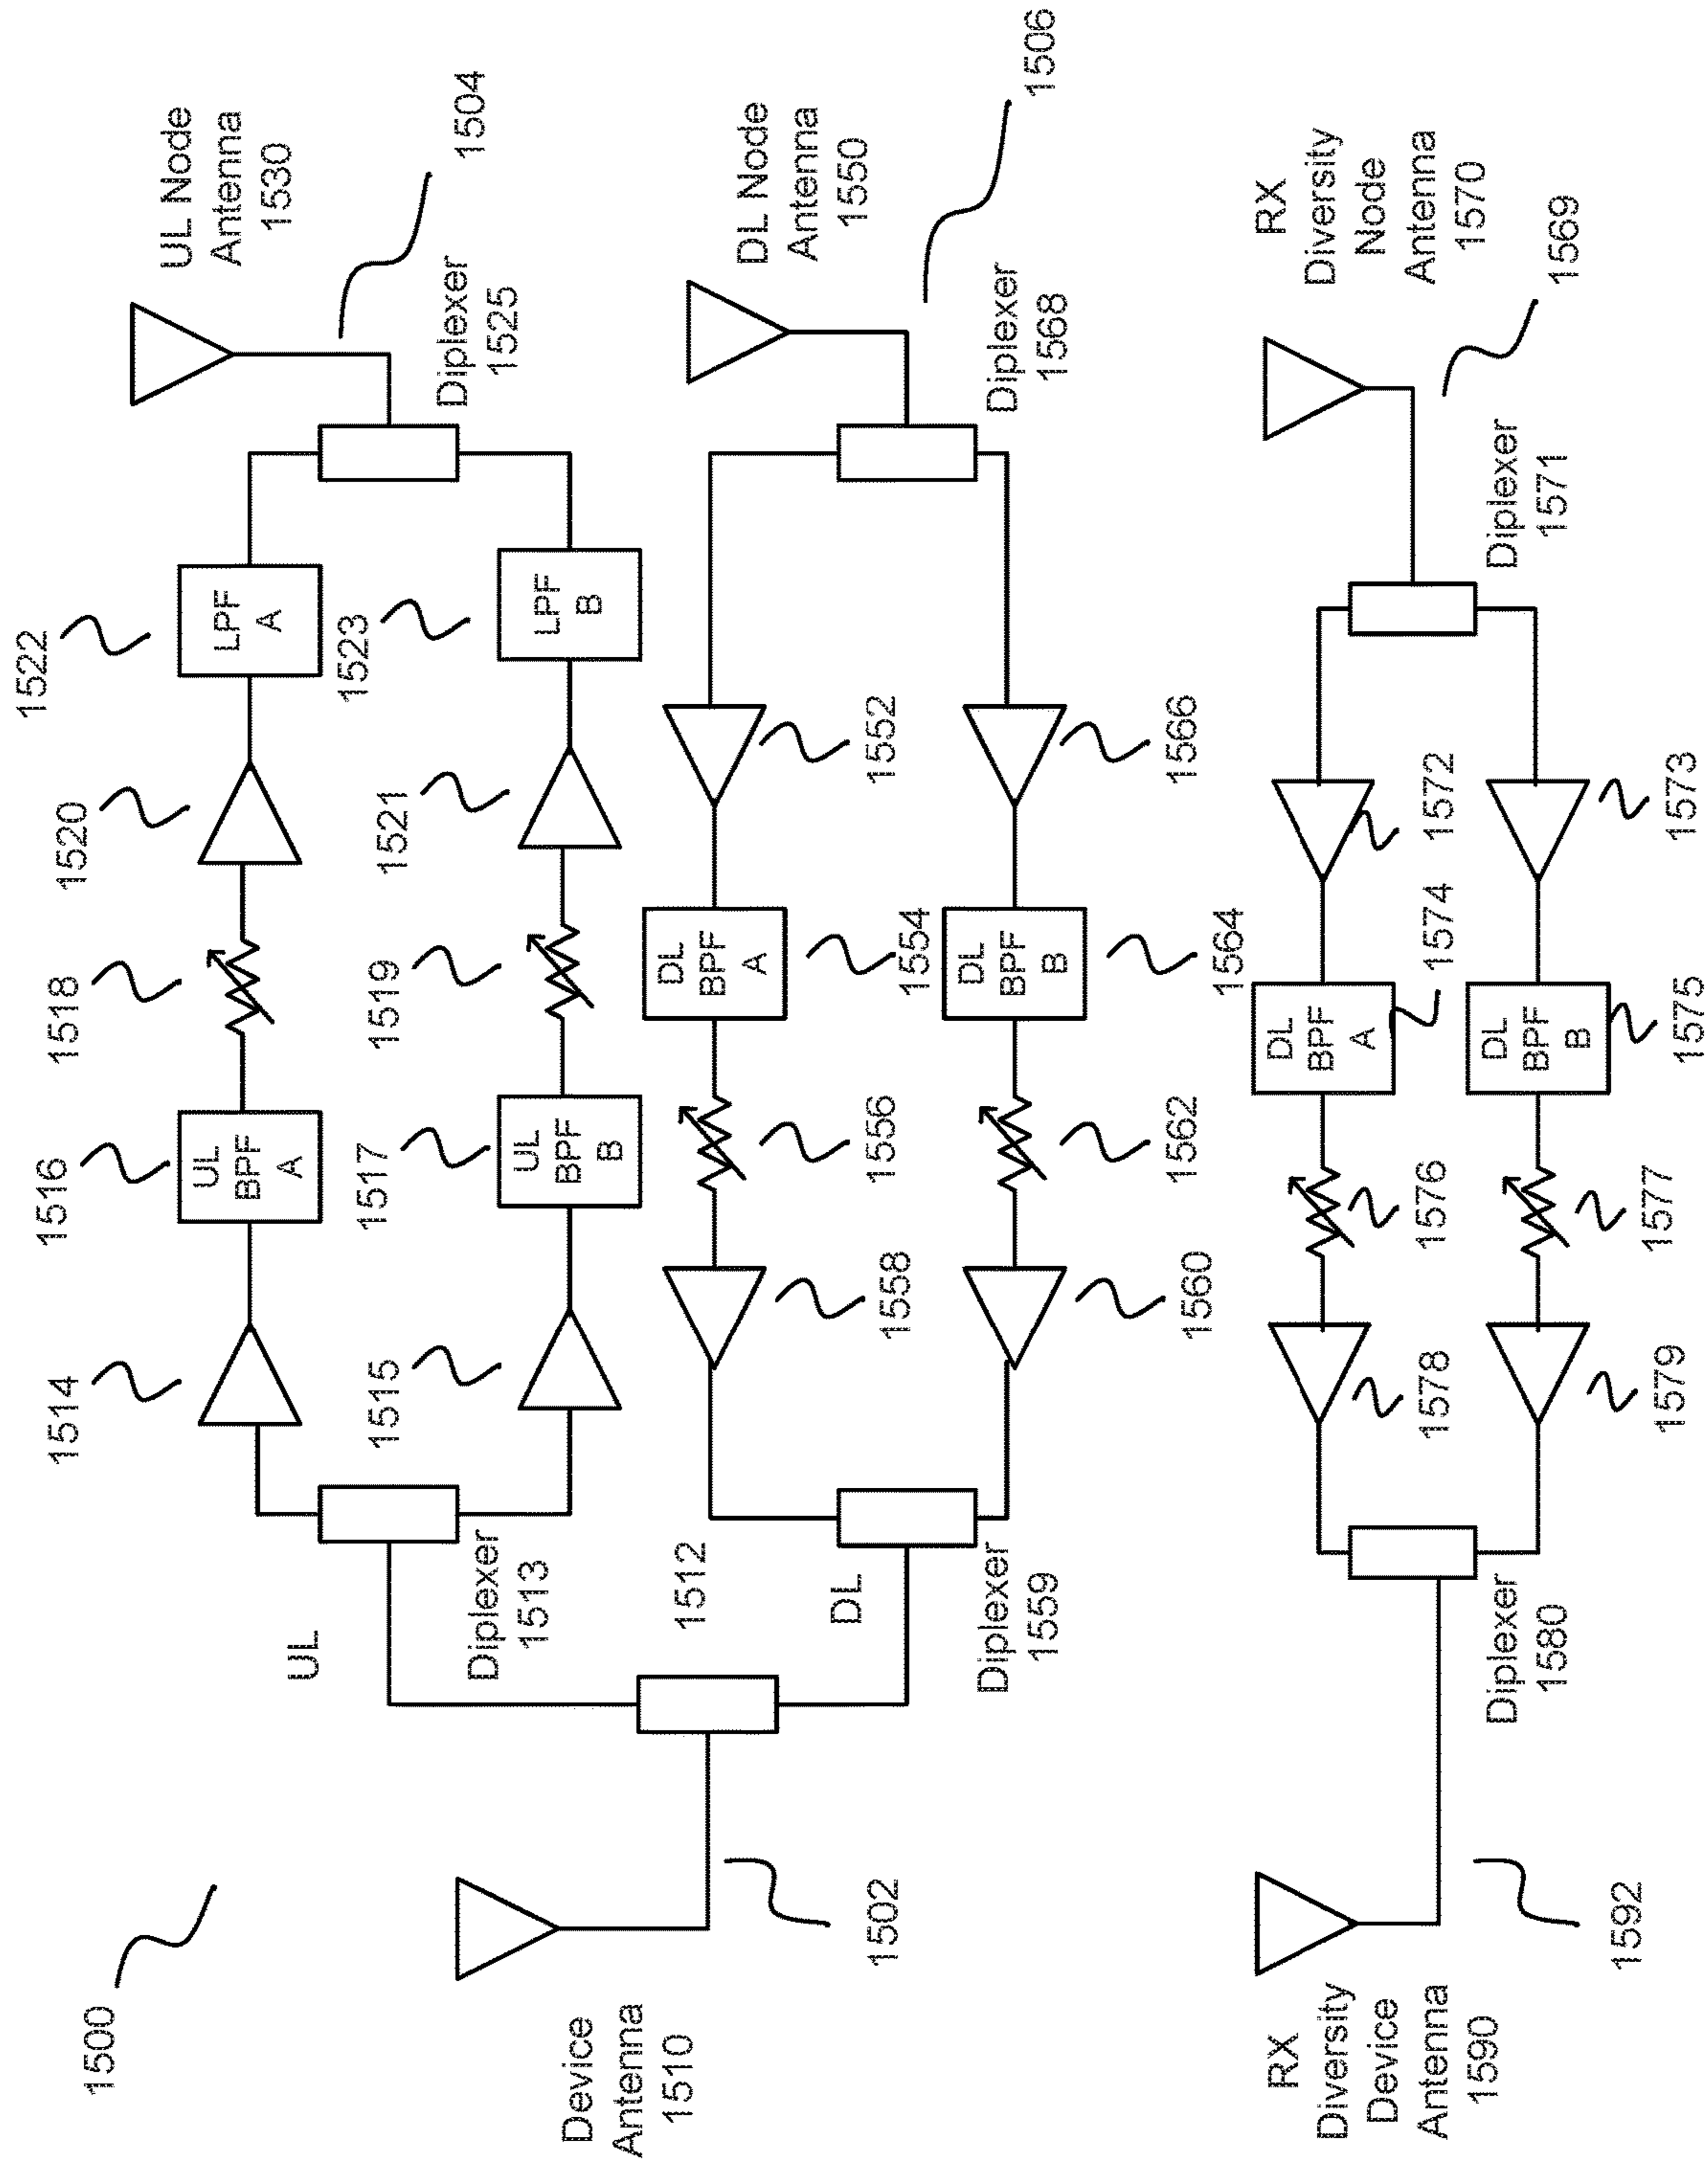 1500
Device
Antenna
1510
1502
UL
Diplexer
1513
1512
DL
Diplexer
1559
1514
1516
UL
BPF
A
1518
1520
1522
LPF
A
1515
1517
UL
BPF
B
1519
1521
1523
LPF
B
Diplexer
1525
UL Node
Antenna
1530
1504
1558
1556
DL
BPF
A
1554
1552
1560
1562
DL
BPF
B
1564
1566
Diplexer
1568
DL Node
Antenna
1550
1506
RX
Diversity
Device
Antenna
1590
1592
Diplexer
1580
1578
1576
DL
BPF
A
1574
1572
1579
1577
DL
BPF
B
1575
1573
Diplexer
1571
RX
Diversity
Node
Antenna
1570
1569